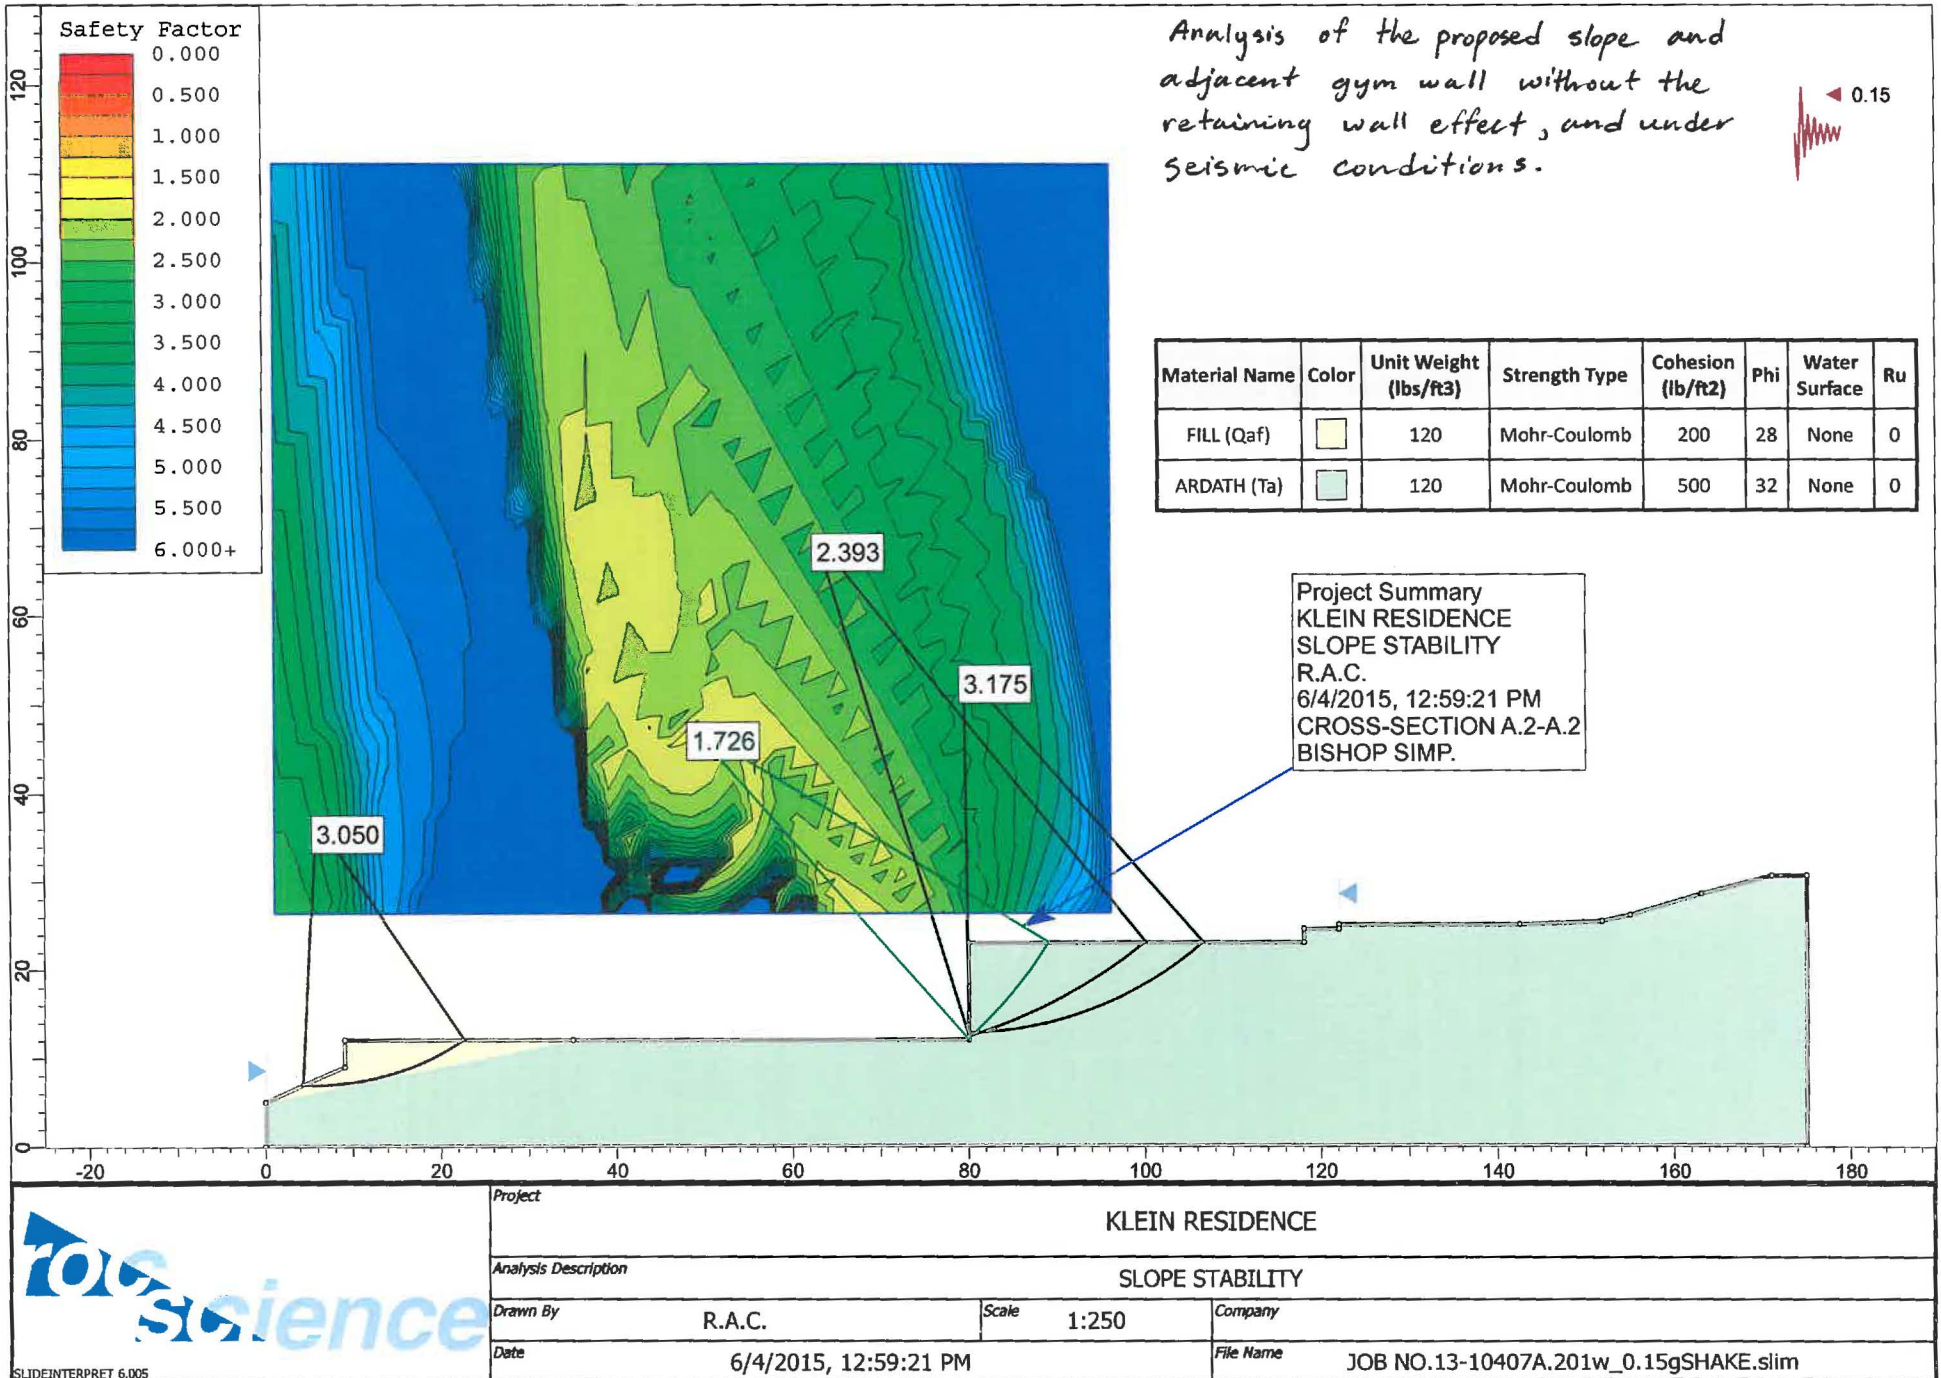 Safety Factor
0.000
0.500
1.000
1.500
2.000
2.500
3.000
3.500
4.000
4.500
5.000
5.500
6.000+
Analysis of the proposed slope and
adjacent gym wall without the
retaining wall effect, and under
seismic conditions.
0.15
Material Name Color Unit Weight (lbs/ft3) Strength Type Cohesion (lb/ft2) Phi Water Surface Ru
FILL (Qaf) 120 Mohr-Coulomb 200 28 None 0
ARDATH (Ta) 120 Mohr-Coulomb 500 32 None 0
2.393
3.175
1.726
3.050
Project Summary
KLEIN RESIDENCE
SLOPE STABILITY
R.A.C.
6/4/2015, 12:59:21 PM
CROSS-SECTION A.2-A.2
BISHOP SIMP.
120
100
80
60
40
20
0
-20 0 20 40 60 80 100 120 140 160 180
rocscience
SLIDEINTERPRET 6.005
Project
KLEIN RESIDENCE
Analysis Description
SLOPE STABILITY
Drawn By R.A.C. Scale 1:250 Company
Date 6/4/2015, 12:59:21 PM File Name JOB NO.13-10407A.201w_0.15gSHAKE.slim